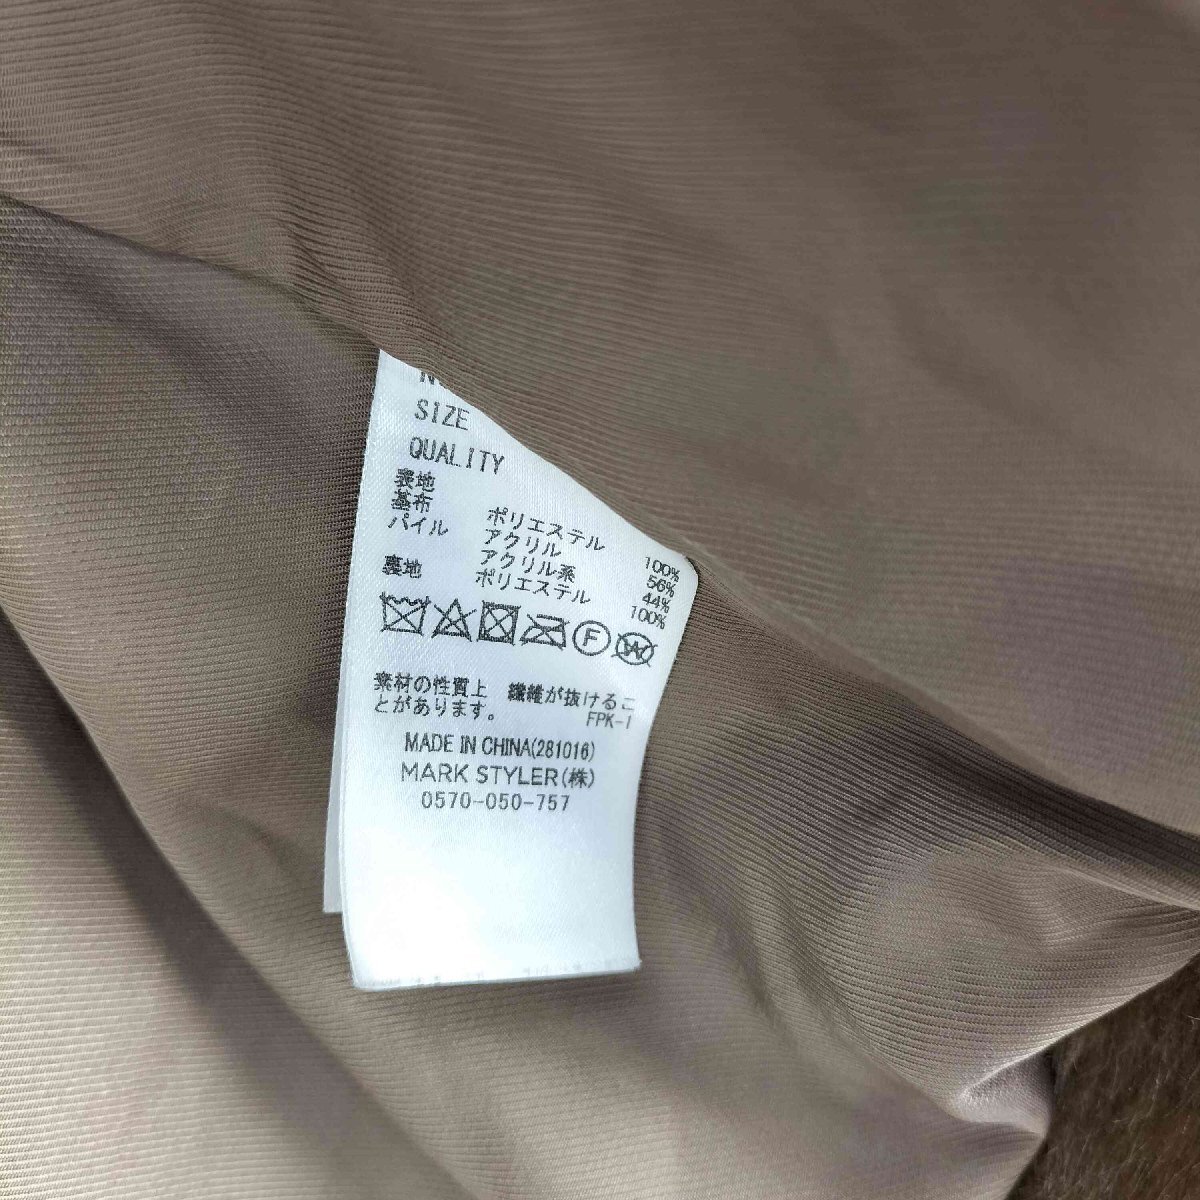 SIZE
QUALITY
表地
基布 ポリエステル 100%
パイル アクリル 56%
アクリル系 44%
裏地 ポリエステル 100%
F W
素材の性質上 繊維が抜けるこ
とがあります。 FPK-1
MADE IN CHINA(281016)
MARK STYLER(株)
0570-050-757